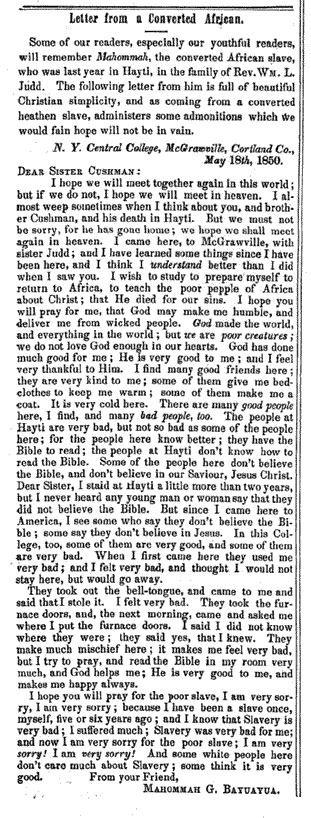 Letter from a Converted African.
Some of our readers, especially our youthful readers,
will remember Mahommah, the converted African slave,
who was last year in Hayti, in the family of Rev. WM. L.
JUDD. The following letter from him is full of beautiful
Christian simplicity, and as coming from a converted
heathen slave, administers some admonitions which we
would fain hope will not be in vain.
N. Y. Central College, McGrawville, Cortland Co.,
May 18th, 1850.
DEAR SISTER CUSHMAN:
I hope we will meet together again in this world;
but if we do not, I hope we will meet in heaven. I al-
most weep sometimes when I think about you, and broth-
er Cushman, and his death in Hayti. But we must not
be sorry, for he has gone home; we hope we shall meet
again in heaven. I came here, to McGrawville, with
sister Judd; and I have learned some things since I have
been here, and I think I understand better than I did
when I saw you. I wish to study to prepare myself to
return to Africa, to teach the poor pepple of Africa
about Christ; that He died for our sins. I hope you
will pray for me, that God may make me humble, and
deliver me from wicked people. God made the world,
and everything in the world; but we are poor creatures;
we do not love God enough in our hearts. God has done
much good for me; He is very good to me; and I feel
very thankful to Him. I find many good friends here;
they are very kind to me; some of them give me bed-
clothes to keep me warm; some of them make me a
coat. It is very cold here. There are many good people
here, I find, and many bad people, too. The people at
Hayti are very bad, but not so bad as some of the people
here; for the people here know better; they have the
Bible to read; the people at Hayti don't know how to
read the Bible. Some of the people here don't believe
the Bible, and don't believe in our Saviour, Jesus Christ.
Dear Sister, I staid at Hayti a little more than two years,
but I never heard any young man or woman say that they
did not believe the Bible. But since I came here to
America, I see some who say they don't believe the Bi-
ble; some say they don't believe in Jesus. In this Col-
lege, too, some of them are very good, and some of them
are very bad. When I first came here they used me
very bad; and I felt very bad, and thought I would not
stay here, but would go away.
They took out the bell-tongue, and came to me and
said that I stole it. I felt very bad. They took the fur-
nace doors, and, the next morning, came and asked me
where I put the furnace doors. I said I did not know
where they were; they said yes, that I knew. They
make much mischief here; it makes me feel very bad,
but I try to pray, and read the Bible in my room very
much, and God helps me; He is very good to me, and
makes me happy always.
I hope you will pray for the poor slave, I am very sor-
ry, I am very sorry; because I have been a slave once,
myself, five or six years ago; and I know that Slavery is
very bad; I suffered much; Slavery was very bad for me;
and now I am very sorry for the poor slave; I am very
sorry! I am very sorry! And some white people here
don't care much about Slavery; some think it is very
good. From your Friend,
MAHOMMAH G. BAYUAYUA.